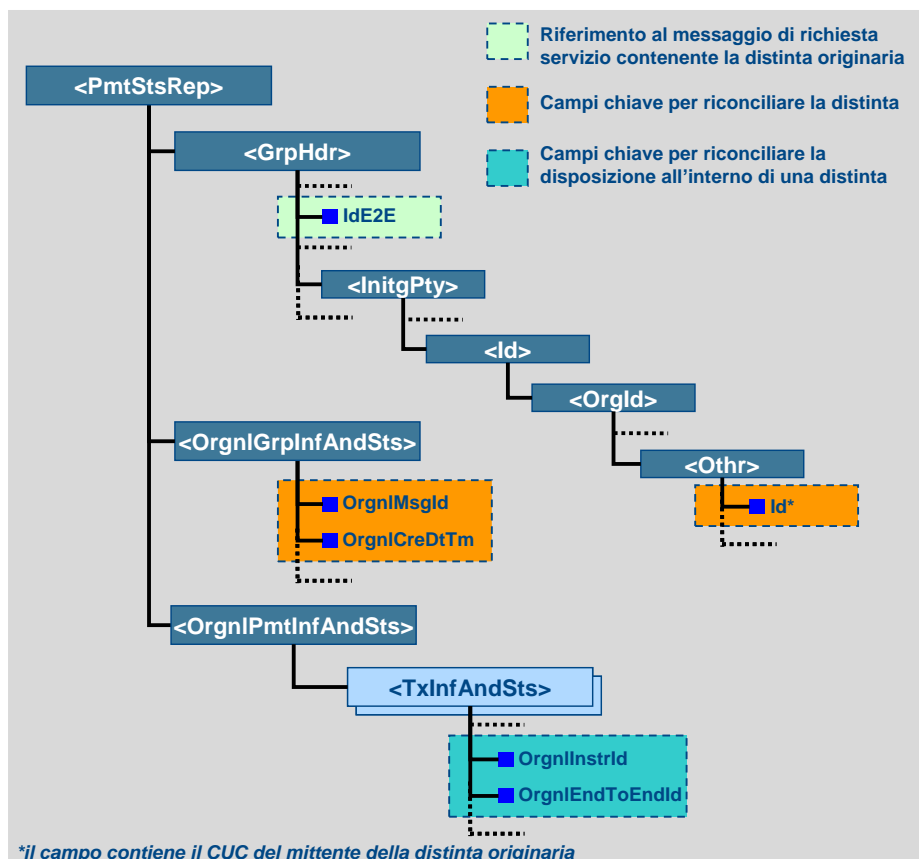 Riferimento al messaggio di richiesta
servizio contenente la distinta originaria
<PmtStsRep>
Campi chiave per riconciliare la distinta
<GrpHdr>
Campi chiave per riconciliare la
disposizione all'interno di una distinta
IdE2E
<InitgPty>
<Id>
<OrgId>
<OrgnlGrpInfAndSts>
<Othr>
OrgnlMsgId
Id*
OrgnlCreDtTm
<OrgnlPmtInfAndSts>
<TxInfAndSts>
OrgnlInstrId
OrgnlEndToEndId
*il campo contiene il CUC del mittente della distinta originaria